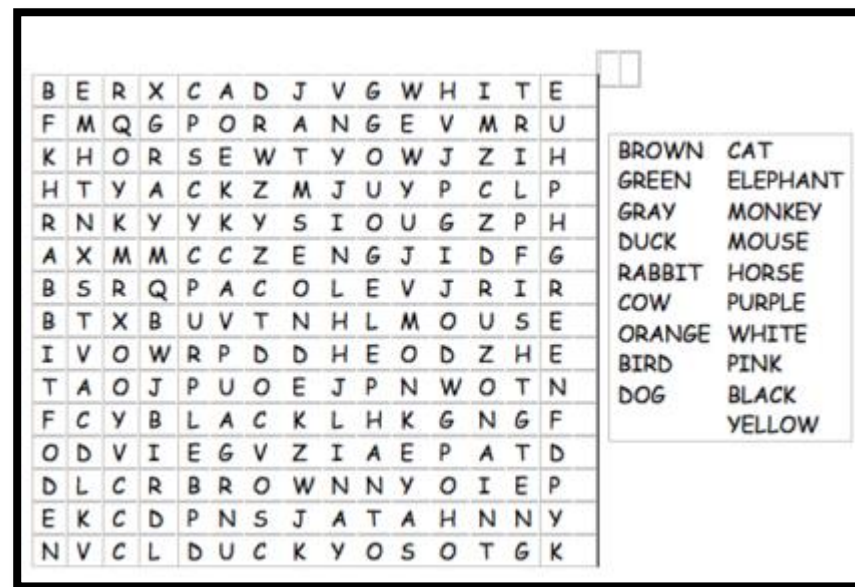 B E R X C A D J V G W H I T E
F M Q G P O R A N G E V M R U
K H O R S E W T Y O W J Z I H
H T Y A C K Z M J U Y P C L P
R N K Y Y K Y S I O U G Z P H
A X M M C C Z E N G J I D F G
B S R Q P A C O L E V J R I R
B T X B U V T N H L M O U S E
I V O W R P D D H E O D Z H E
T A O J P U O E J P N W O T N
F C Y B L A C K L H K G N G F
O D V I E G V Z I A E P A T D
D L C R B R O W N N Y O I E P
E K C D P N S J A T A H N N Y
N V C L D U C K Y O S O T G K
BROWN CAT
GREEN ELEPHANT
GRAY MONKEY
DUCK MOUSE
RABBIT HORSE
COW PURPLE
ORANGE WHITE
BIRD PINK
DOG BLACK
YELLOW